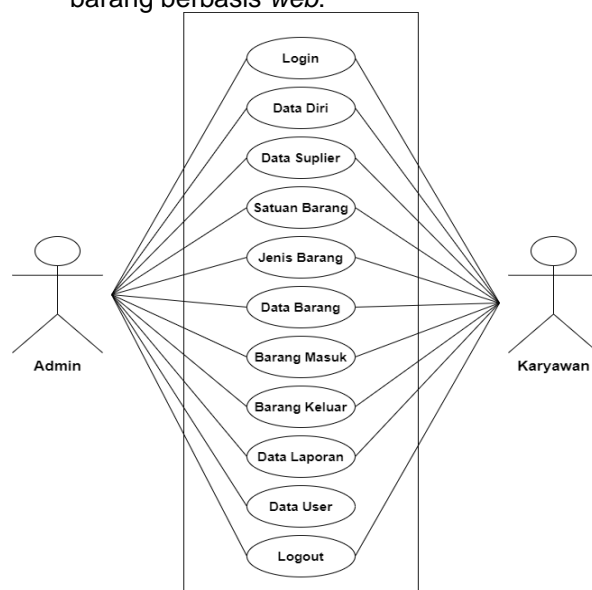 barang berbasis web.
Login
Data Diri
Data Suplier
Satuan Barang
Jenis Barang
Data Barang
Barang Masuk
Admin
Karyawan
Barang Keluar
Data Laporan
Data User
Logout